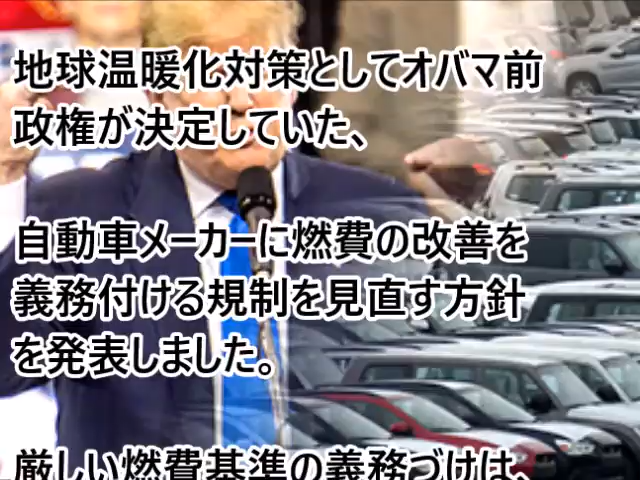 地球温暖化対策としてオバマ前
政権が決定していた、
自動車メーカーに燃費の改善を
義務付ける規制を見直す方針
を発表しました。
厳しい燃費基準の義務づけは、